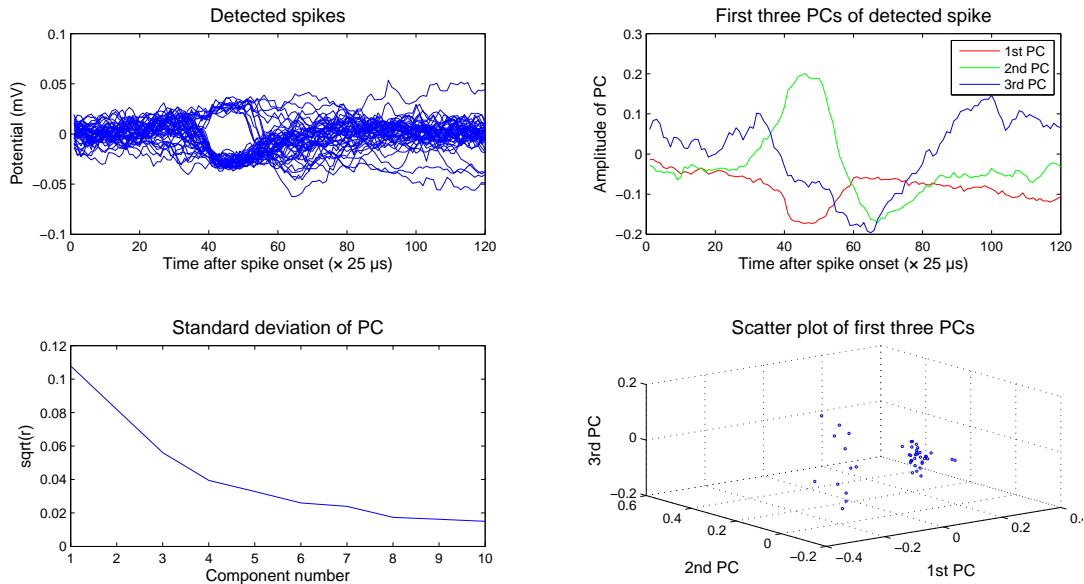 Detected spikes
0.1
0.05
0
−0.05
−0.1
Potential (mV)
0 20 40 60 80 100 120
Time after spike onset (× 25 µs)
First three PCs of detected spike
0.3
0.2
0.1
0
−0.1
−0.2
Amplitude of PC
1st PC
2nd PC
3rd PC
0 20 40 60 80 100 120
Time after spike onset (× 25 µs)
Standard deviation of PC
0.12
0.1
0.08
0.06
0.04
0.02
0
sqrt(r)
1 2 3 4 5 6 7 8 9 10
Component number
Scatter plot of first three PCs
0.2
0
−0.2
3rd PC
0.6
0.4
0.2
0
−0.2
2nd PC
−0.4
−0.2
0
0.2
0.4
1st PC